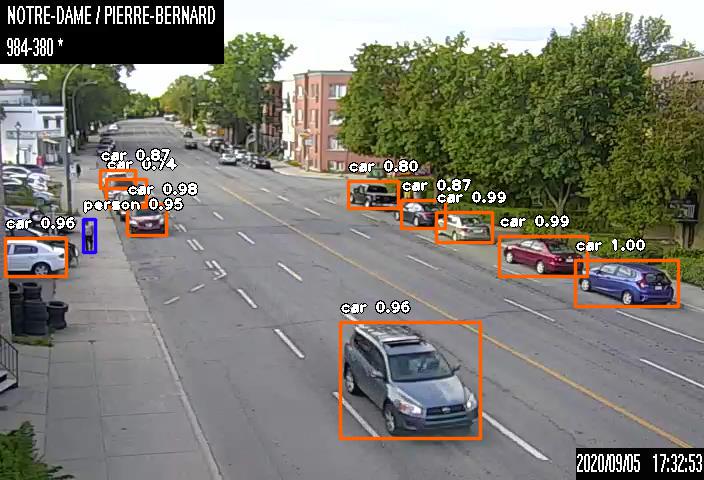 NOTRE-DAME / PIERRE-BERNARD
984-380 *
car 0.87
car 0.74
car 0.98
person 0.95
car 0.96
car 0.80
car 0.87
car 0.99
car 0.99
car 1.00
car 0.96
2020/09/05 17:32:53